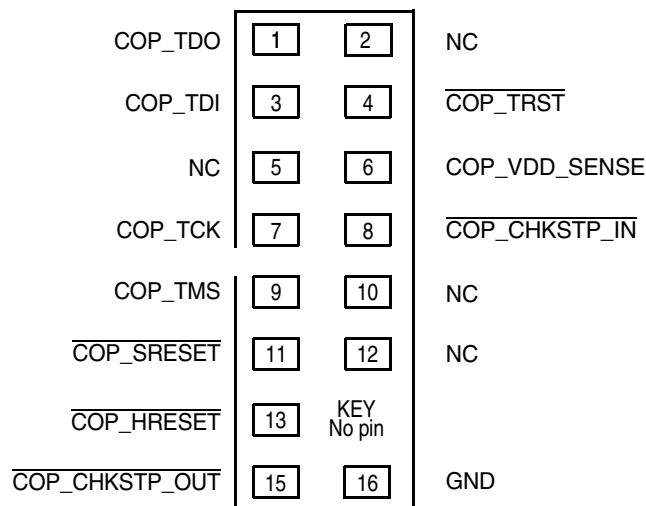 COP_TDO 1 2 NC
COP_TDI 3 4 COP_TRST
NC 5 6 COP_VDD_SENSE
COP_TCK 7 8 COP_CHKSTP_IN
COP_TMS 9 10 NC
COP_SRESET 11 12 NC
COP_HRESET 13 KEY
No pin
COP_CHKSTP_OUT 15 16 GND